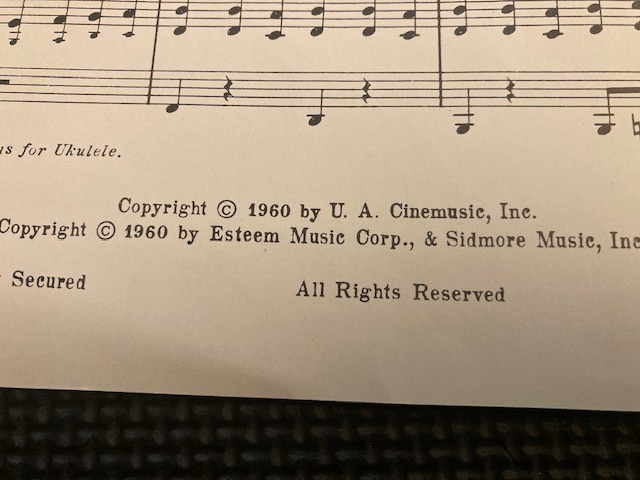 us for Ukulele.
Copyright © 1960 by U. A. Cinemusic, Inc.
Copyright © 1960 by Esteem Music Corp., & Sidmore Music, Inc
Secured
All Rights Reserved